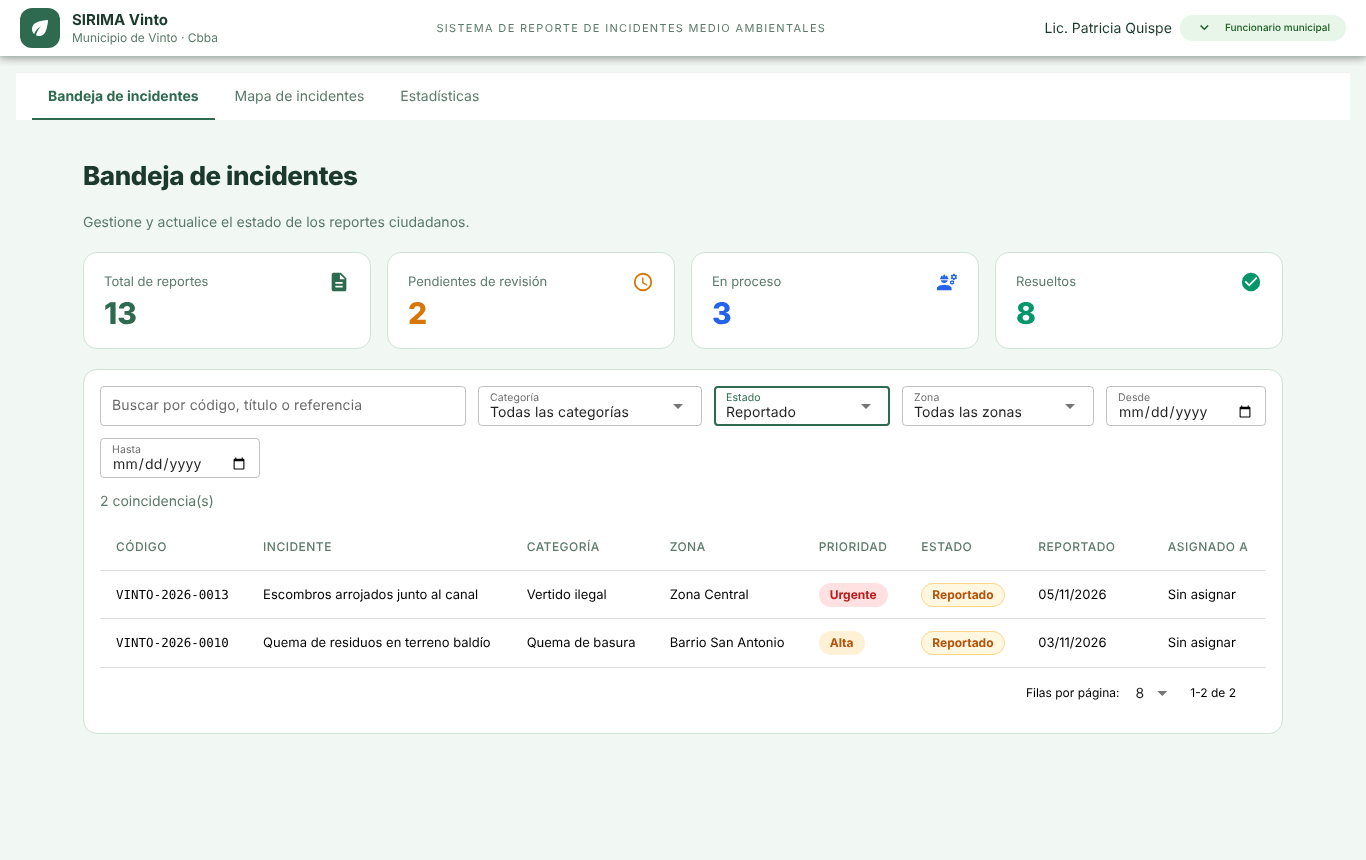 SIRIMA Vinto
Municipio de Vinto · Cbba
SISTEMA DE REPORTE DE INCIDENTES MEDIO AMBIENTALES
Lic. Patricia Quispe
Funcionario municipal
Bandeja de incidentes
Mapa de incidentes
Estadísticas
Bandeja de incidentes
Gestione y actualice el estado de los reportes ciudadanos.
Total de reportes
13
Pendientes de revisión
2
En proceso
3
Resueltos
8
Buscar por código, título o referencia
Categoría
Todas las categorías
Estado
Reportado
Zona
Todas las zonas
Desde
mm/dd/yyyy
Hasta
mm/dd/yyyy
2 coincidencia(s)
CÓDIGO INCIDENTE CATEGORÍA ZONA PRIORIDAD ESTADO REPORTADO ASIGNADO A
VINTO-2026-0013 Escombros arrojados junto al canal Vertido ilegal Zona Central Urgente Reportado 05/11/2026 Sin asignar
VINTO-2026-0010 Quema de residuos en terreno baldío Quema de basura Barrio San Antonio Alta Reportado 03/11/2026 Sin asignar
Filas por página: 8 1-2 de 2